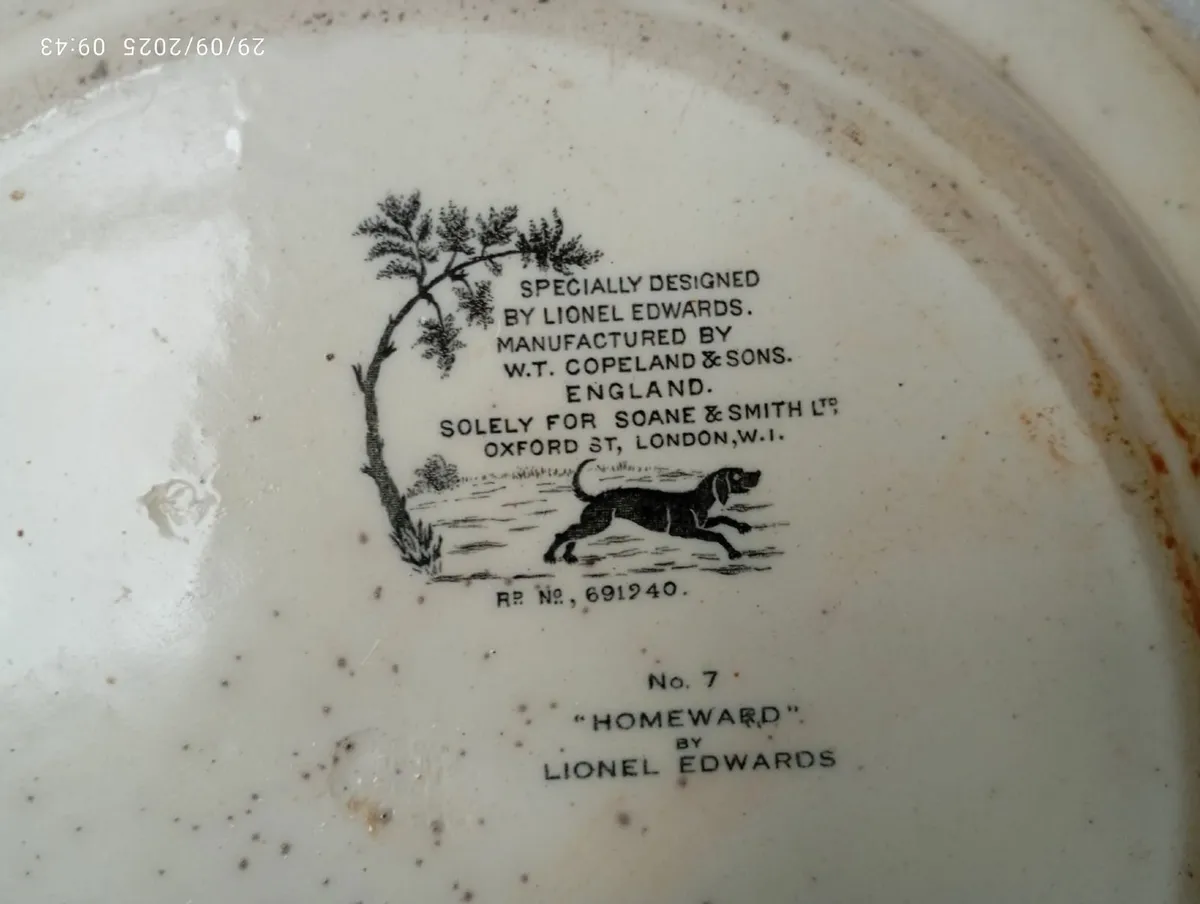 29/09/2025 09:43
SPECIALLY DESIGNED
BY LIONEL EDWARDS.
MANUFACTURED BY
W.T. COPELAND & SONS.
ENGLAND.
SOLELY FOR SOANE & SMITH LTD,
OXFORD ST, LONDON, W.1.
RD. No., 691240.
No. 7
"HOMEWARD".
BY
LIONEL EDWARDS